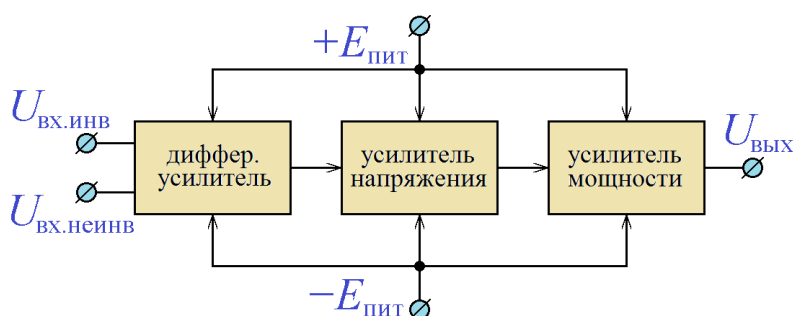 +Eпит
Uвх.инв
Uвх.неинв
диффер.
усилитель
усилитель
напряжения
усилитель
мощности
Uвых
−Eпит